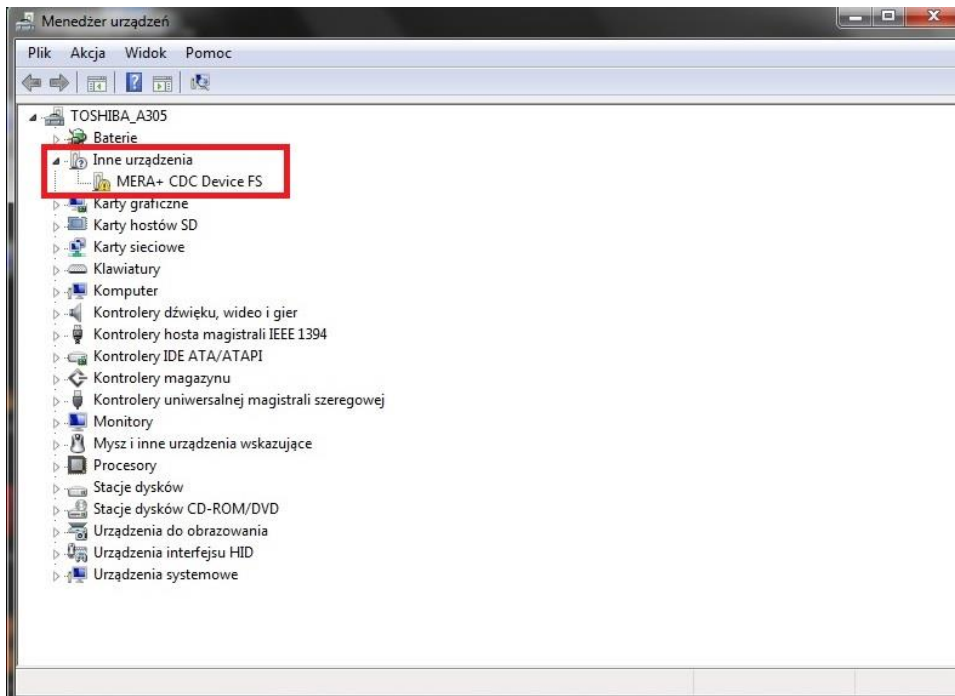 Menedżer urządzeń
Plik Akcja Widok Pomoc
TOSHIBA_A305
Baterie
Inne urządzenia
MERA+ CDC Device FS
Karty graficzne
Karty hostów SD
Karty sieciowe
Klawiatury
Komputer
Kontrolery dźwięku, wideo i gier
Kontrolery hosta magistrali IEEE 1394
Kontrolery IDE ATA/ATAPI
Kontrolery magazynu
Kontrolery uniwersalnej magistrali szeregowej
Monitory
Mysz i inne urządzenia wskazujące
Procesory
Stacje dysków
Stacje dysków CD-ROM/DVD
Urządzenia do obrazowania
Urządzenia interfejsu HID
Urządzenia systemowe